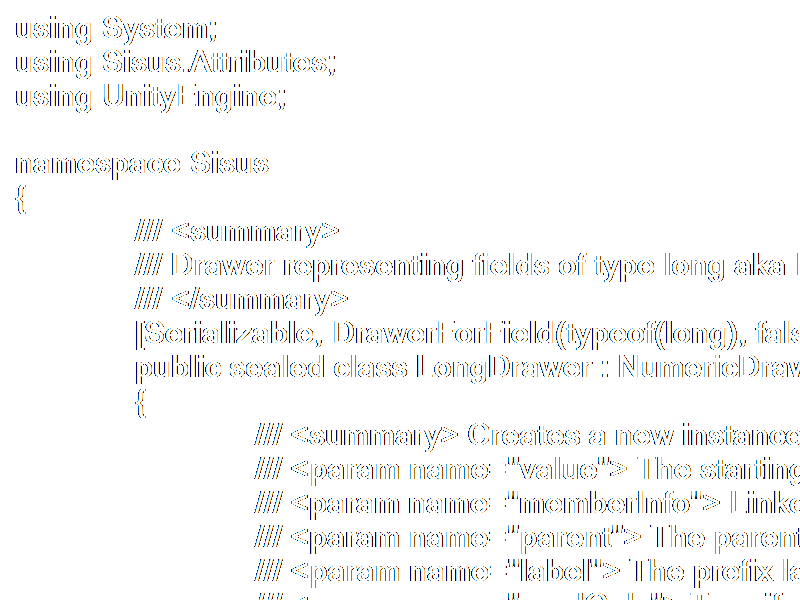 using System;
using Sisus.Attributes;
using UnityEngine;

namespace Sisus
{
/// <summary>
/// Drawer representing fields of type long aka
/// </summary>
[Serializable, DrawerForField(typeof(long), fals
public sealed class LongDrawer : NumericDraw
{
/// <summary> Creates a new instance
/// <param name="value"> The starting
/// <param name="memberInfo"> Linke
/// <param name="parent"> The parent
/// <param name="label"> The prefix la